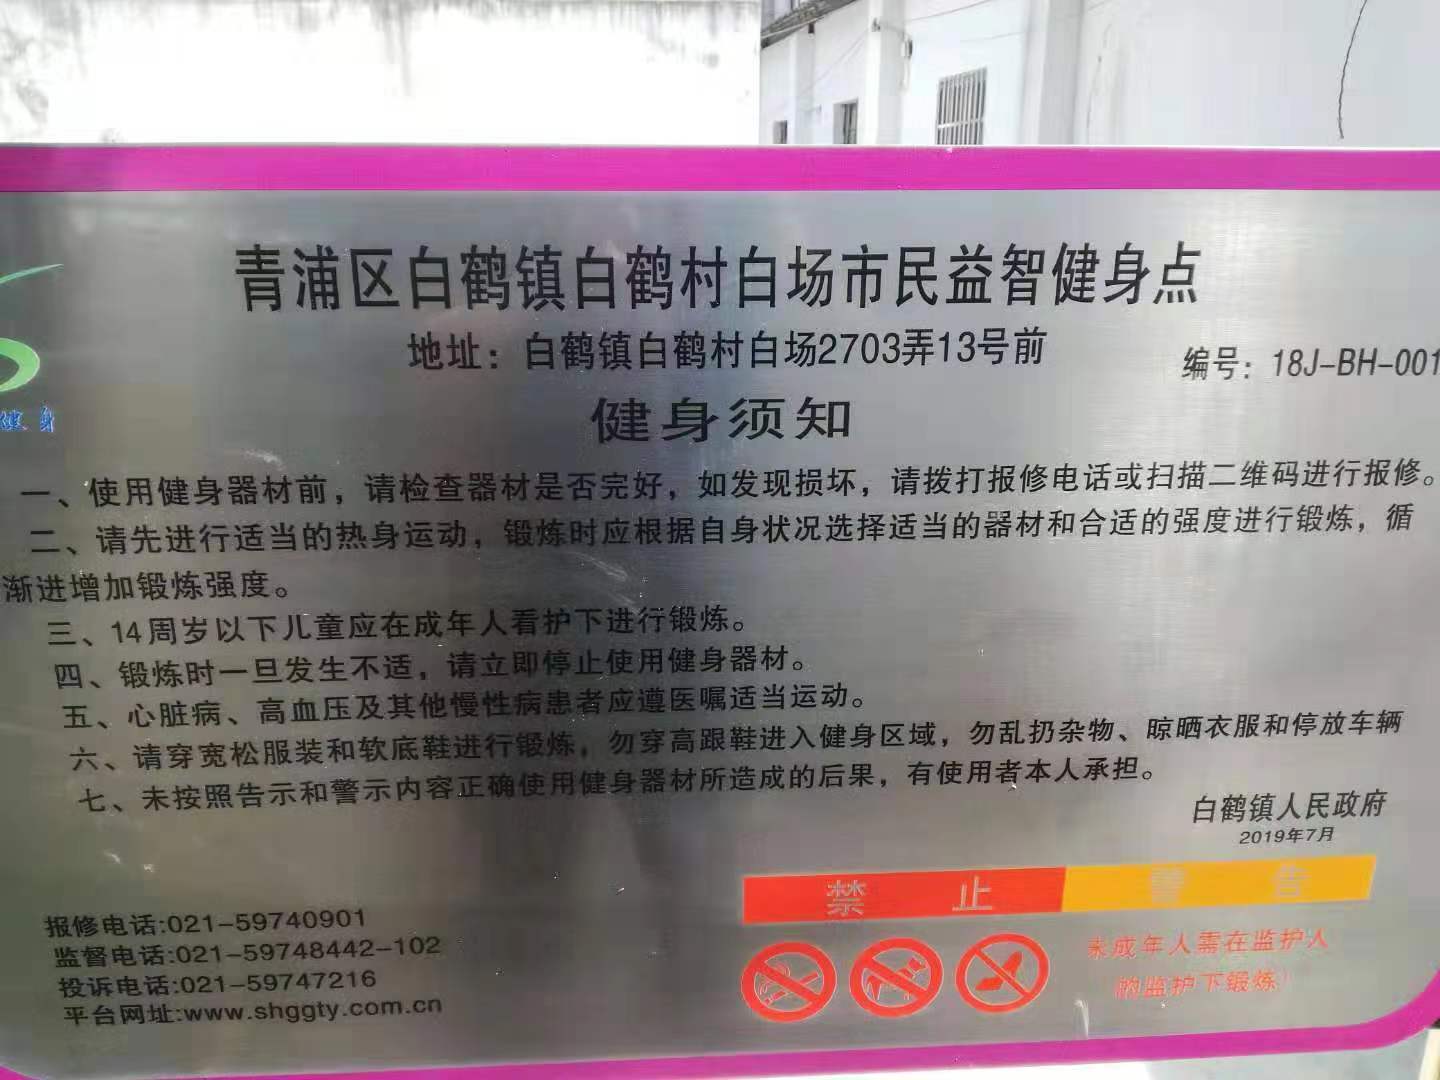 青浦区白鹤镇白鹤村白场市民益智健身点
地址：白鹤镇白鹤村白场2703弄13号前
编号：18J-BH-001
健身
健身须知
一、使用健身器材前，请检查器材是否完好，如发现损坏，请拨打报修电话或扫描二维码进行报修。
二、请先进行适当的热身运动，锻炼时应根据自身状况选择适当的器材和合适的强度进行锻炼，循
渐进增加锻炼强度。
三、14周岁以下儿童应在成年人看护下进行锻炼。
四、锻炼时一旦发生不适，请立即停止使用健身器材。
五、心脏病、高血压及其他慢性病患者应遵医嘱适当运动。
六、请穿宽松服装和软底鞋进行锻炼，勿穿高跟鞋进入健身区域，勿乱扔杂物、晾晒衣服和停放车辆
七、未按照告示和警示内容正确使用健身器材所造成的后果，有使用者本人承担。
白鹤镇人民政府
2019年7月
报修电话:021-59740901
监督电话:021-59748442-102
投诉电话:021-59747216
平台网址:www.shggty.com.cn
禁 止
警 告
未成年人需在监护人
的监护下锻炼！